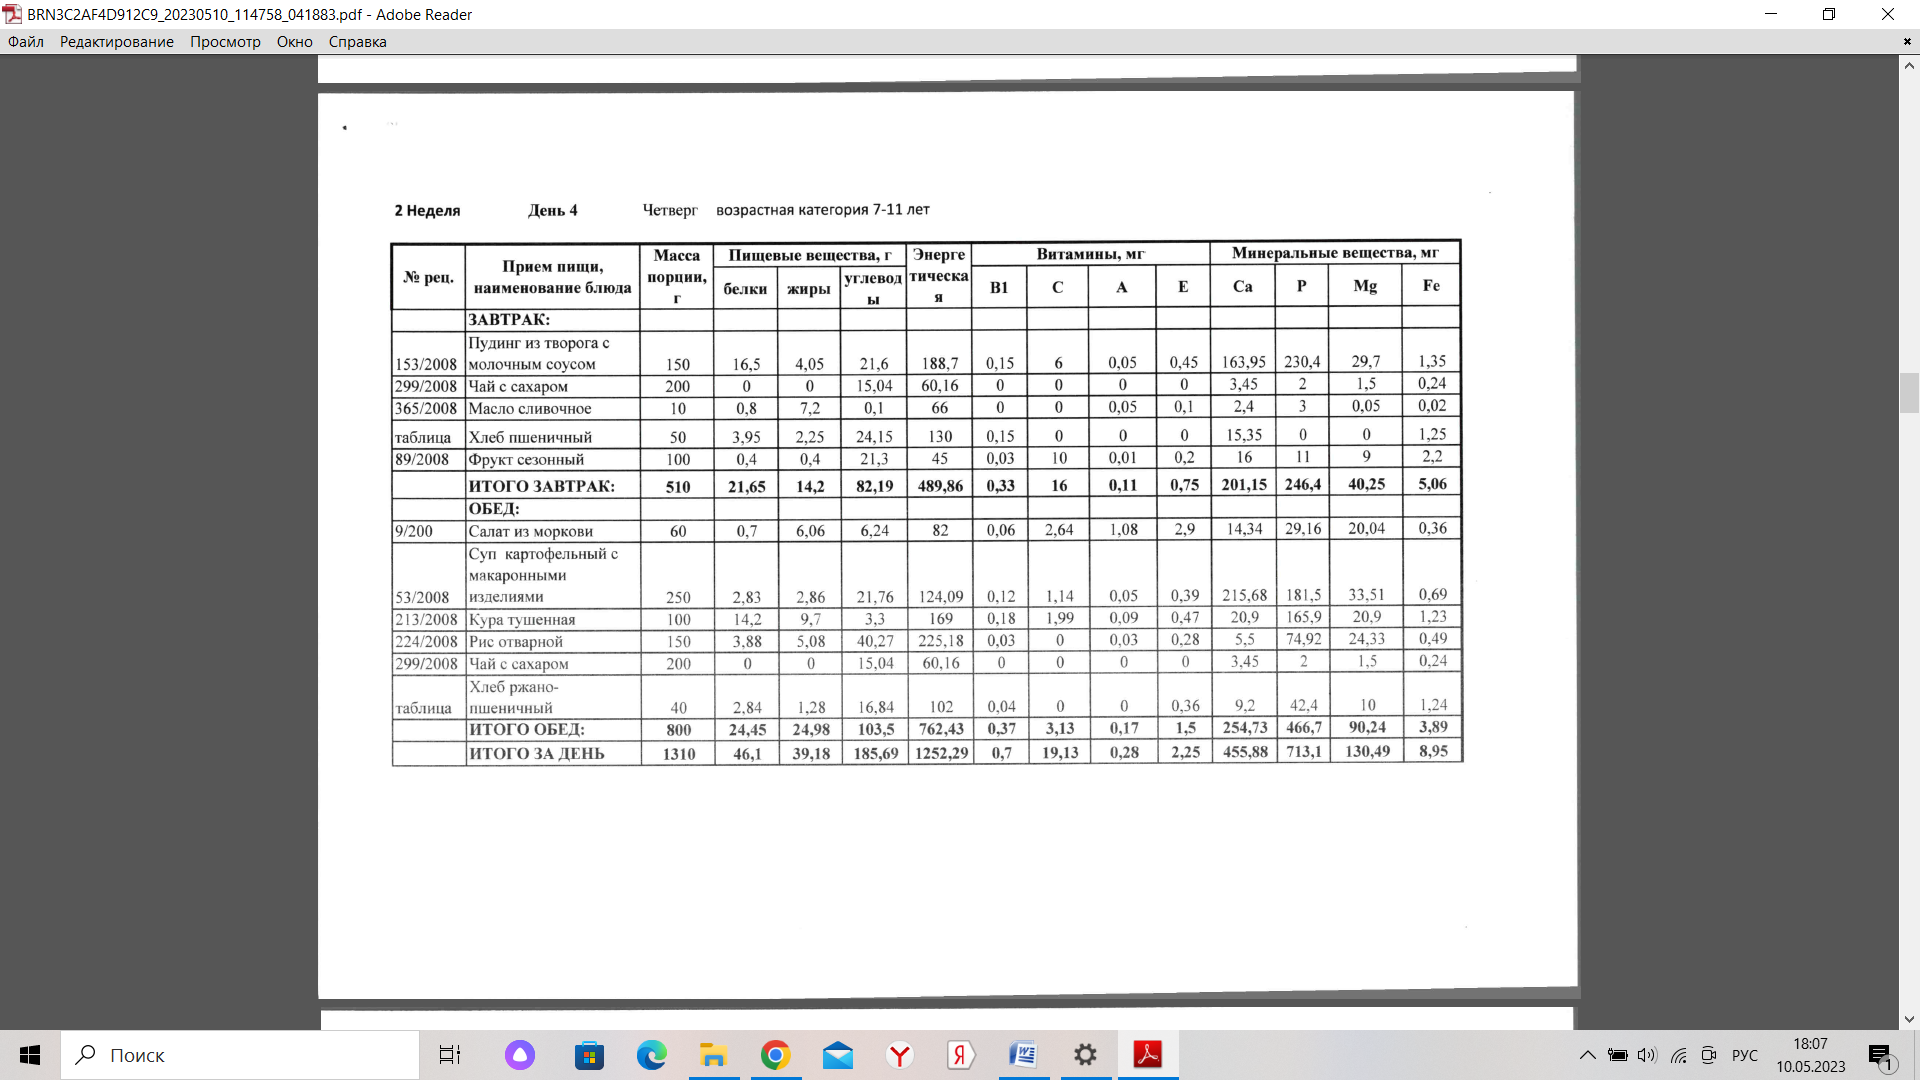 BRN3C2AF4D912C9_20230510_114758_041883.pdf - Adobe Reader
Файл Редактирование Просмотр Окно Справка
2 Неделя День 4 Четверг возрастная категория 7-11 лет
№ рец. Прием пищи, наименование блюда Масса порции, г Пищевые вещества, г Энерге тическа я Витамины, мг Минеральные вещества, мг
белки жиры углевод ы B1 C A E Ca P Mg Fe
ЗАВТРАК:
Пудинг из творога с
153/2008 молочным соусом 150 16,5 4,05 21,6 188,7 0,15 6 0,05 0,45 163,95 230,4 29,7 1,35
299/2008 Чай с сахаром 200 0 0 15,04 60,16 0 0 0 0 3,45 2 1,5 0,24
365/2008 Масло сливочное 10 0,8 7,2 0,1 66 0 0 0,05 0,1 2,4 3 0,05 0,02
таблица Хлеб пшеничный 50 3,95 2,25 24,15 130 0,15 0 0 0 15,35 0 0 1,25
89/2008 Фрукт сезонный 100 0,4 0,4 21,3 45 0,03 10 0,01 0,2 16 11 9 2,2
ИТОГО ЗАВТРАК: 510 21,65 14,2 82,19 489,86 0,33 16 0,11 0,75 201,15 246,4 40,25 5,06
ОБЕД:
9/200 Салат из моркови 60 0,7 6,06 6,24 82 0,06 2,64 1,08 2,9 14,34 29,16 20,04 0,36
Суп картофельный с
макаронными
53/2008 изделиями 250 2,83 2,86 21,76 124,09 0,12 1,14 0,05 0,39 215,68 181,5 33,51 0,69
213/2008 Кура тушенная 100 14,2 9,7 3,3 169 0,18 1,99 0,09 0,47 20,9 165,9 20,9 1,23
224/2008 Рис отварной 150 3,88 5,08 40,27 225,18 0,03 0 0,03 0,28 5,5 74,92 24,33 0,49
299/2008 Чай с сахаром 200 0 0 15,04 60,16 0 0 0 0 3,45 2 1,5 0,24
Хлеб ржано-
таблица пшеничный 40 2,84 1,28 16,84 102 0,04 0 0 0,36 9,2 42,4 10 1,24
ИТОГО ОБЕД: 800 24,45 24,98 103,5 762,43 0,37 3,13 0,17 1,5 254,73 466,7 90,24 3,89
ИТОГО ЗА ДЕНЬ 1310 46,1 39,18 185,69 1252,29 0,7 19,13 0,28 2,25 455,88 713,1 130,49 8,95
Поиск
РУС
18:07
10.05.2023
1